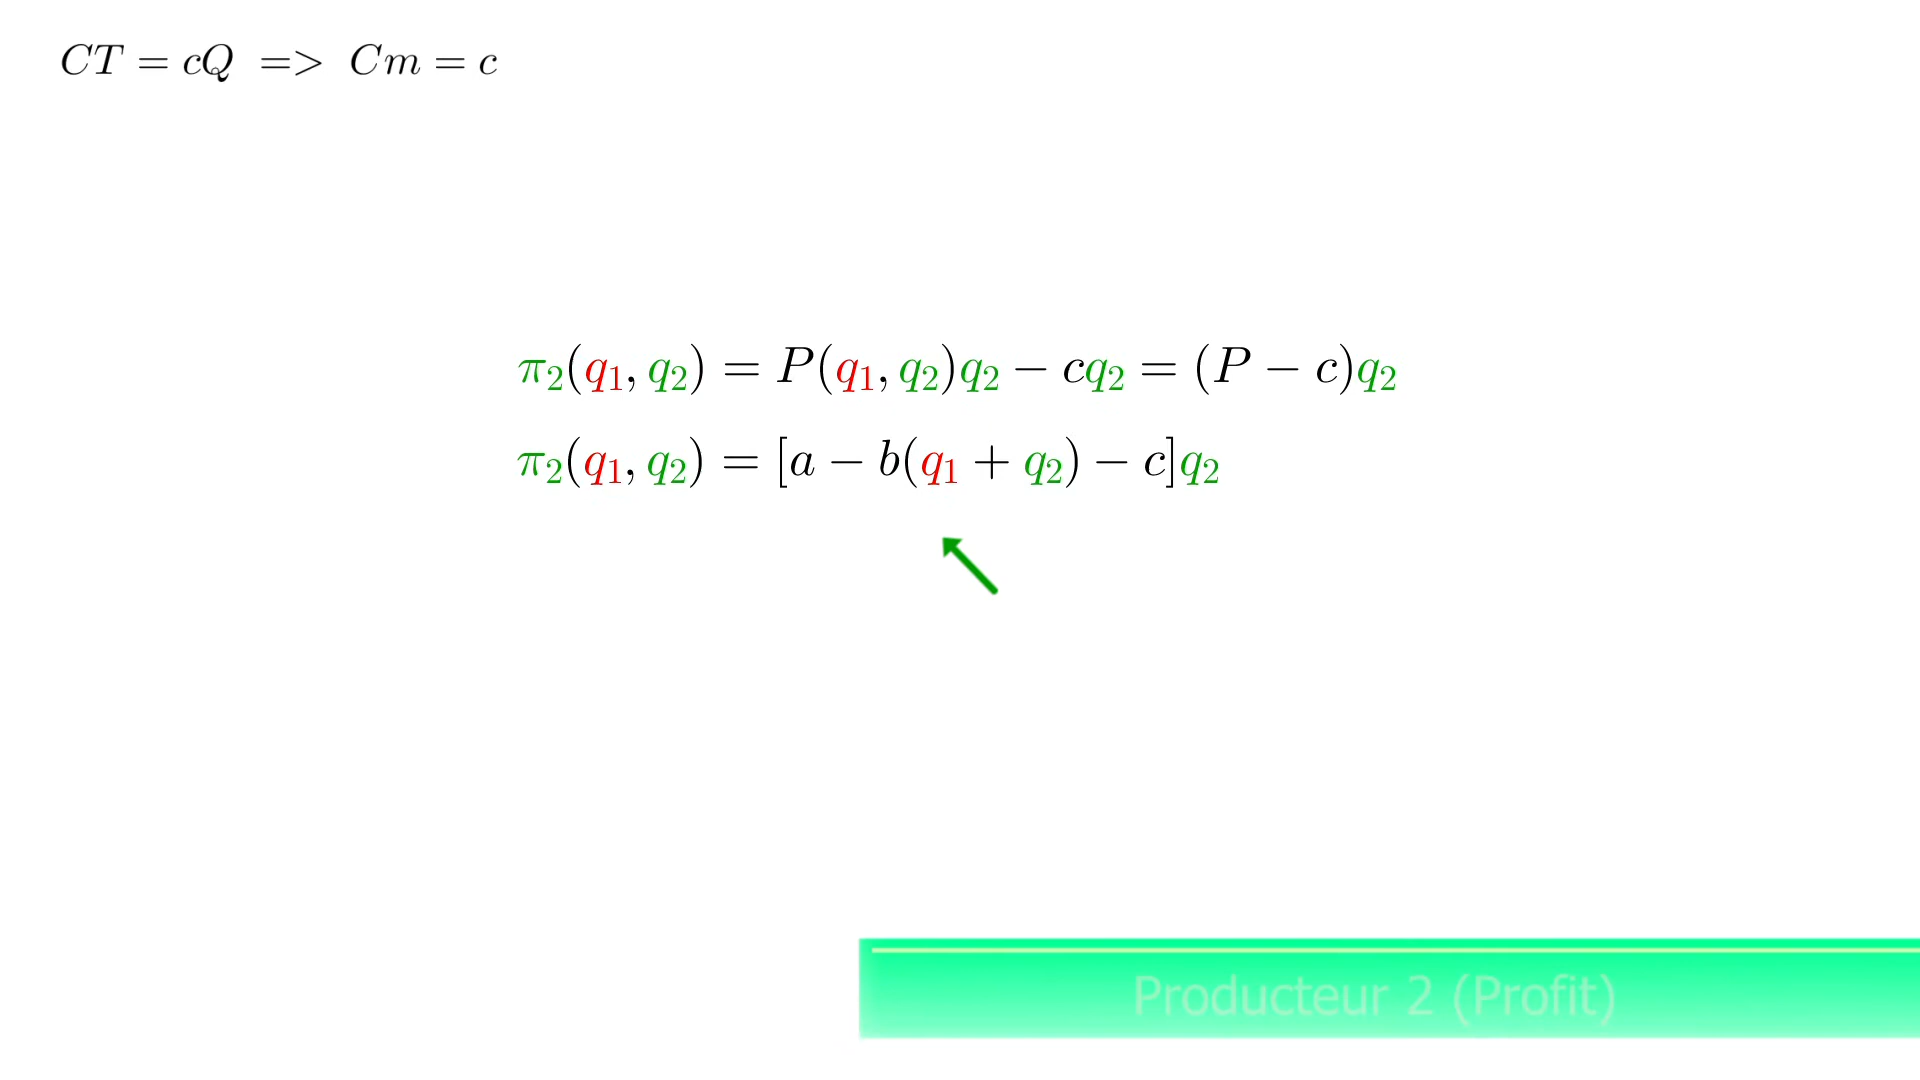 CT = cQ => Cm = c
π₂(q₁, q₂) = P(q₁, q₂)q₂ − cq₂ = (P − c)q₂
π₂(q₁, q₂) = [a − b(q₁ + q₂) − c]q₂
Producteur 2 (Profit)